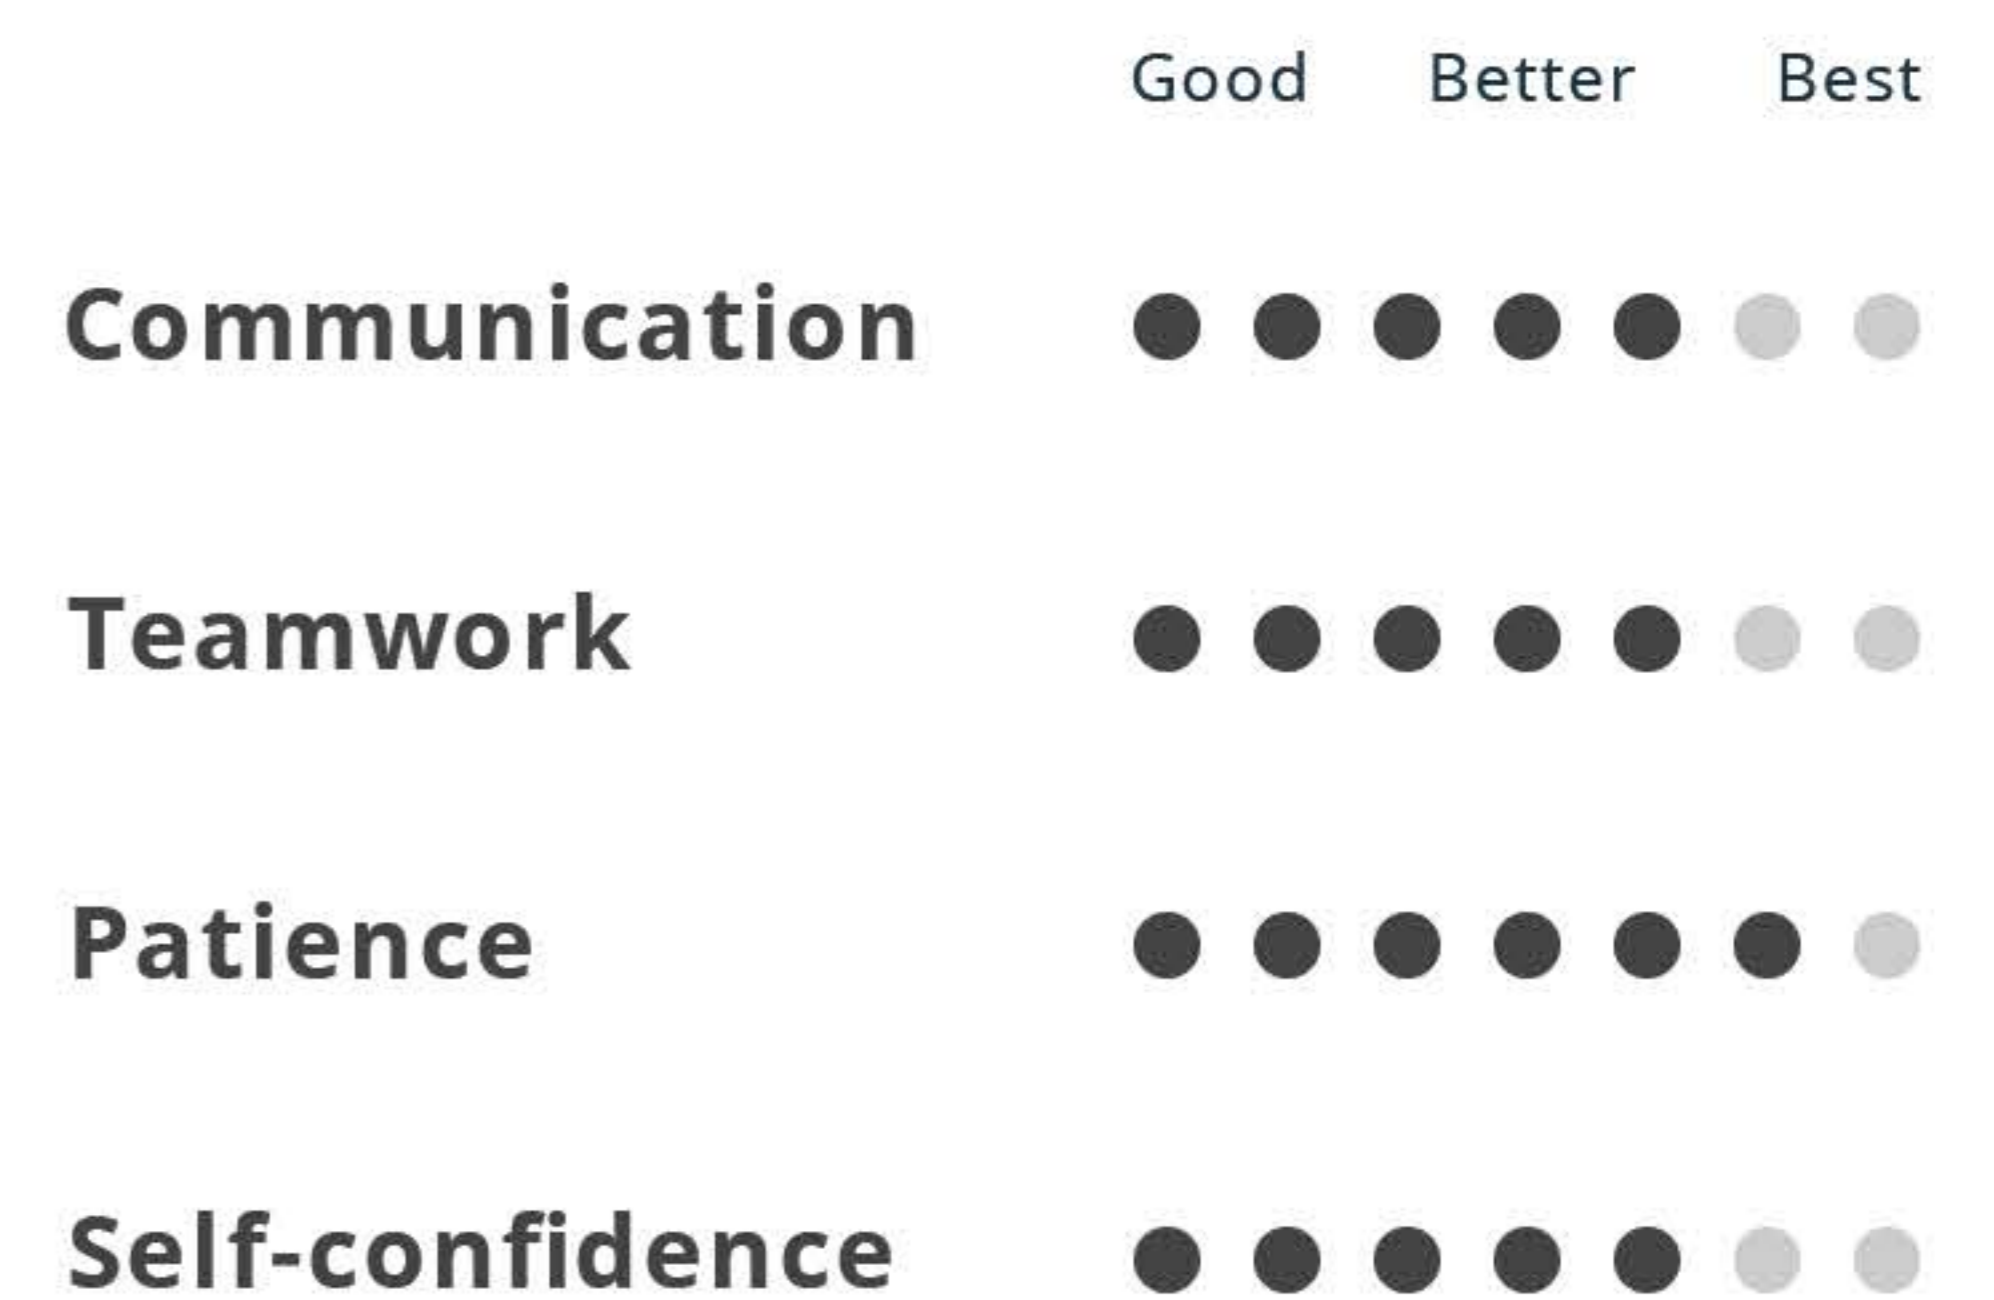 Good Better Best
Communication
Teamwork
Patience
Self-confidence